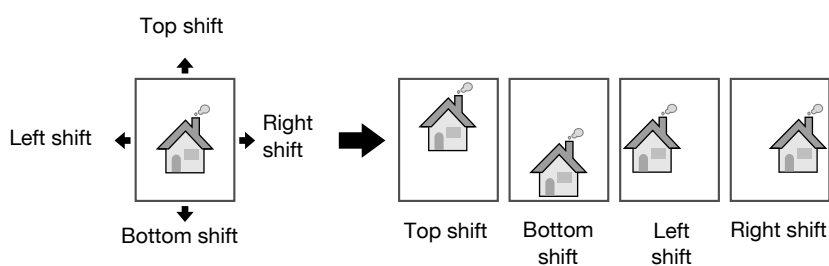 Top shift
Left shift
Right
shift
Bottom shift
Top shift
Bottom
shift
Left
shift
Right shift